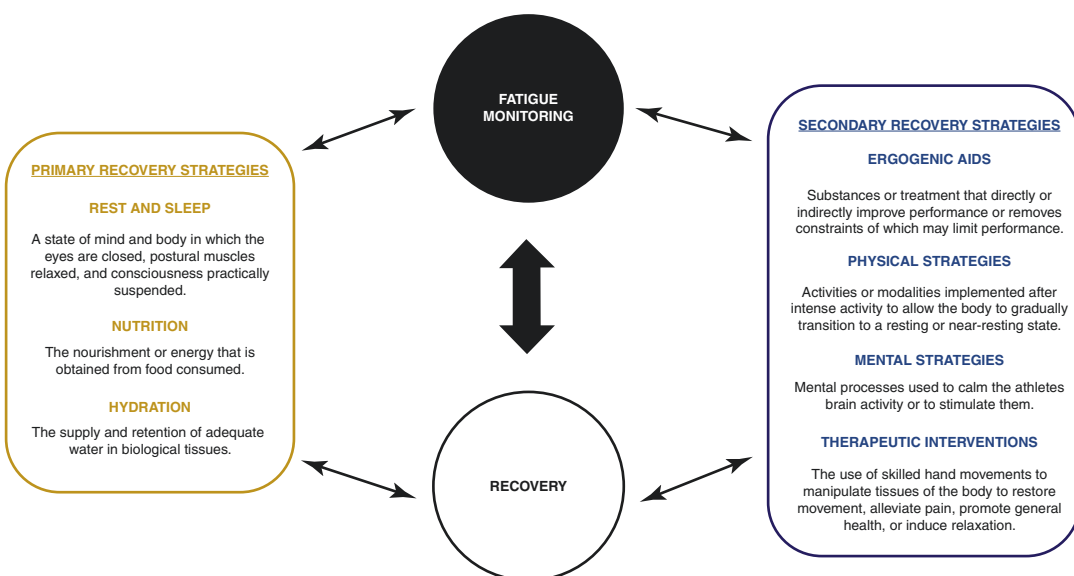 FATIGUE
MONITORING
PRIMARY RECOVERY STRATEGIES
REST AND SLEEP
A state of mind and body in which the
eyes are closed, postural muscles
relaxed, and consciousness practically
suspended.
NUTRITION
The nourishment or energy that is
obtained from food consumed.
HYDRATION
The supply and retention of adequate
water in biological tissues.
RECOVERY
SECONDARY RECOVERY STRATEGIES
ERGOGENIC AIDS
Substances or treatment that directly or
indirectly improve performance or removes
constraints of which may limit performance.
PHYSICAL STRATEGIES
Activities or modalities implemented after
intense activity to allow the body to gradually
transition to a resting or near-resting state.
MENTAL STRATEGIES
Mental processes used to calm the athletes
brain activity or to stimulate them.
THERAPEUTIC INTERVENTIONS
The use of skilled hand movements to
manipulate tissues of the body to restore
movement, alleviate pain, promote general
health, or induce relaxation.